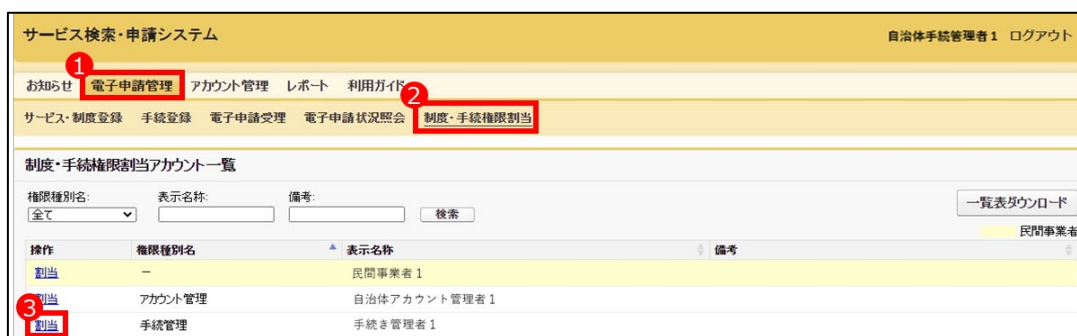 サービス検索・申請システム
自治体手続管理者1 ログアウト
1
お知らせ 電子申請管理 アカウント管理 レポート 利用ガイド
2
サービス・制度登録 手続登録 電子申請受理 電子申請状況照会 制度・手続権限割当
制度・手続権限割当アカウント一覧
権限種別名: 表示名称: 備考:
全て 検索 一覧表ダウンロード
民間事業者
操作 権限種別名 表示名称 備考
割当 ー 民間事業者1
割当 アカウント管理 自治体アカウント管理者1
3
割当 手続管理 手続き管理者1